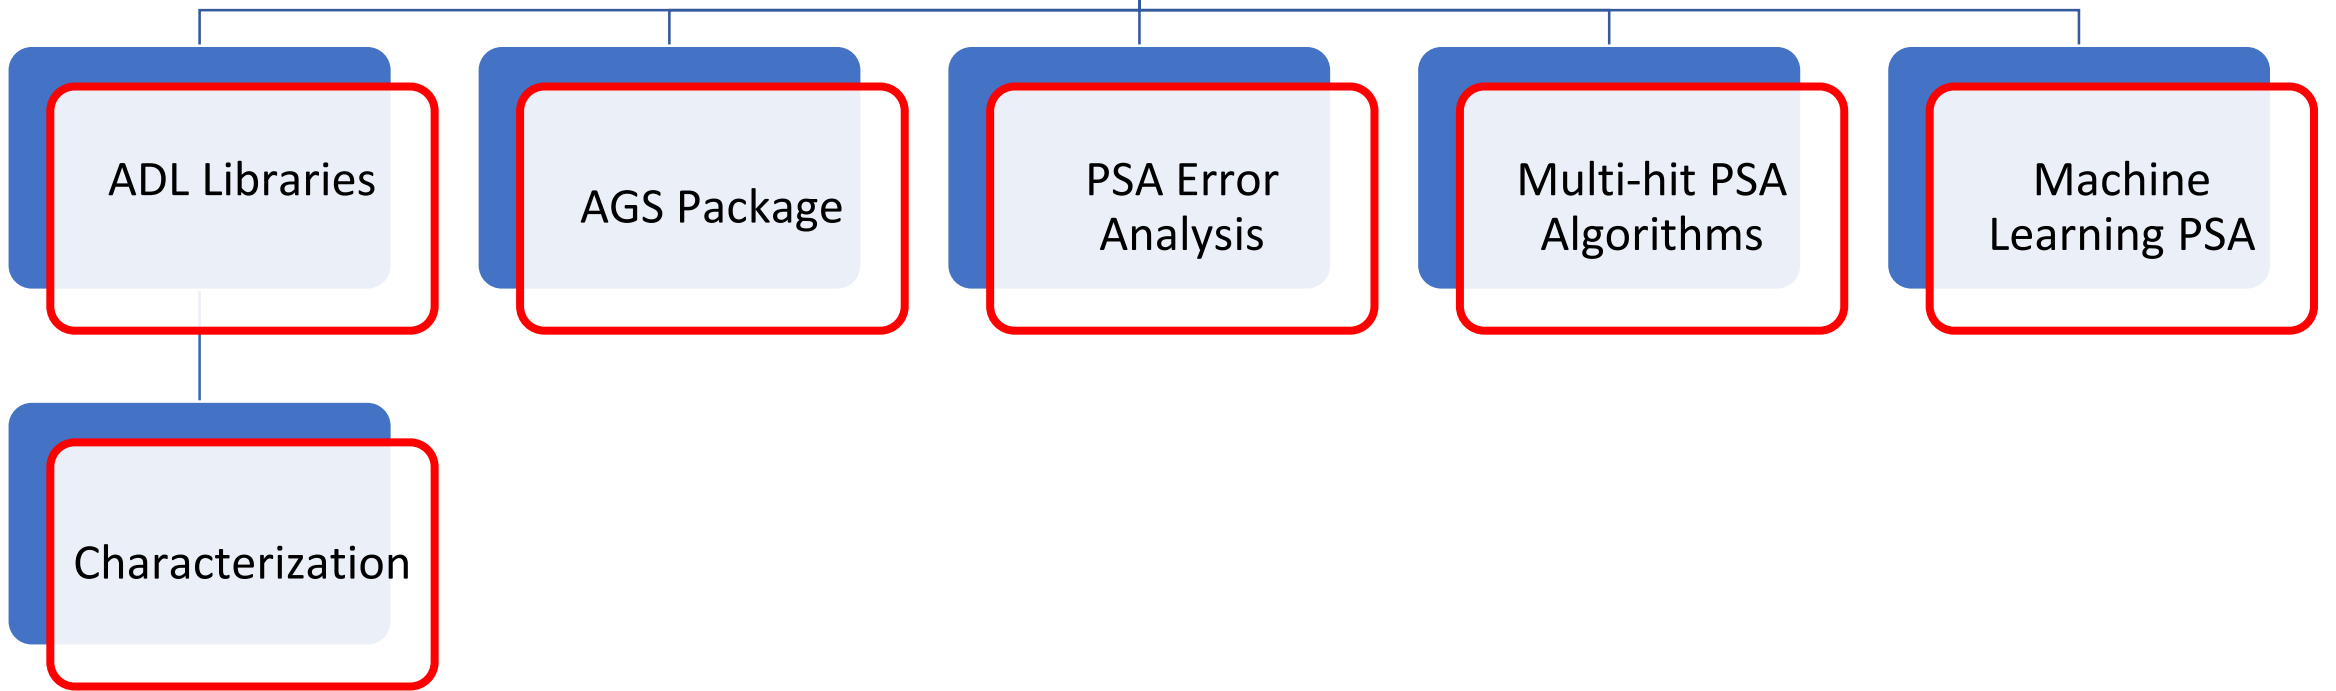 ADL Libraries
AGS Package
PSA Error
Analysis
Multi-hit PSA
Algorithms
Machine
Learning PSA
Characterization